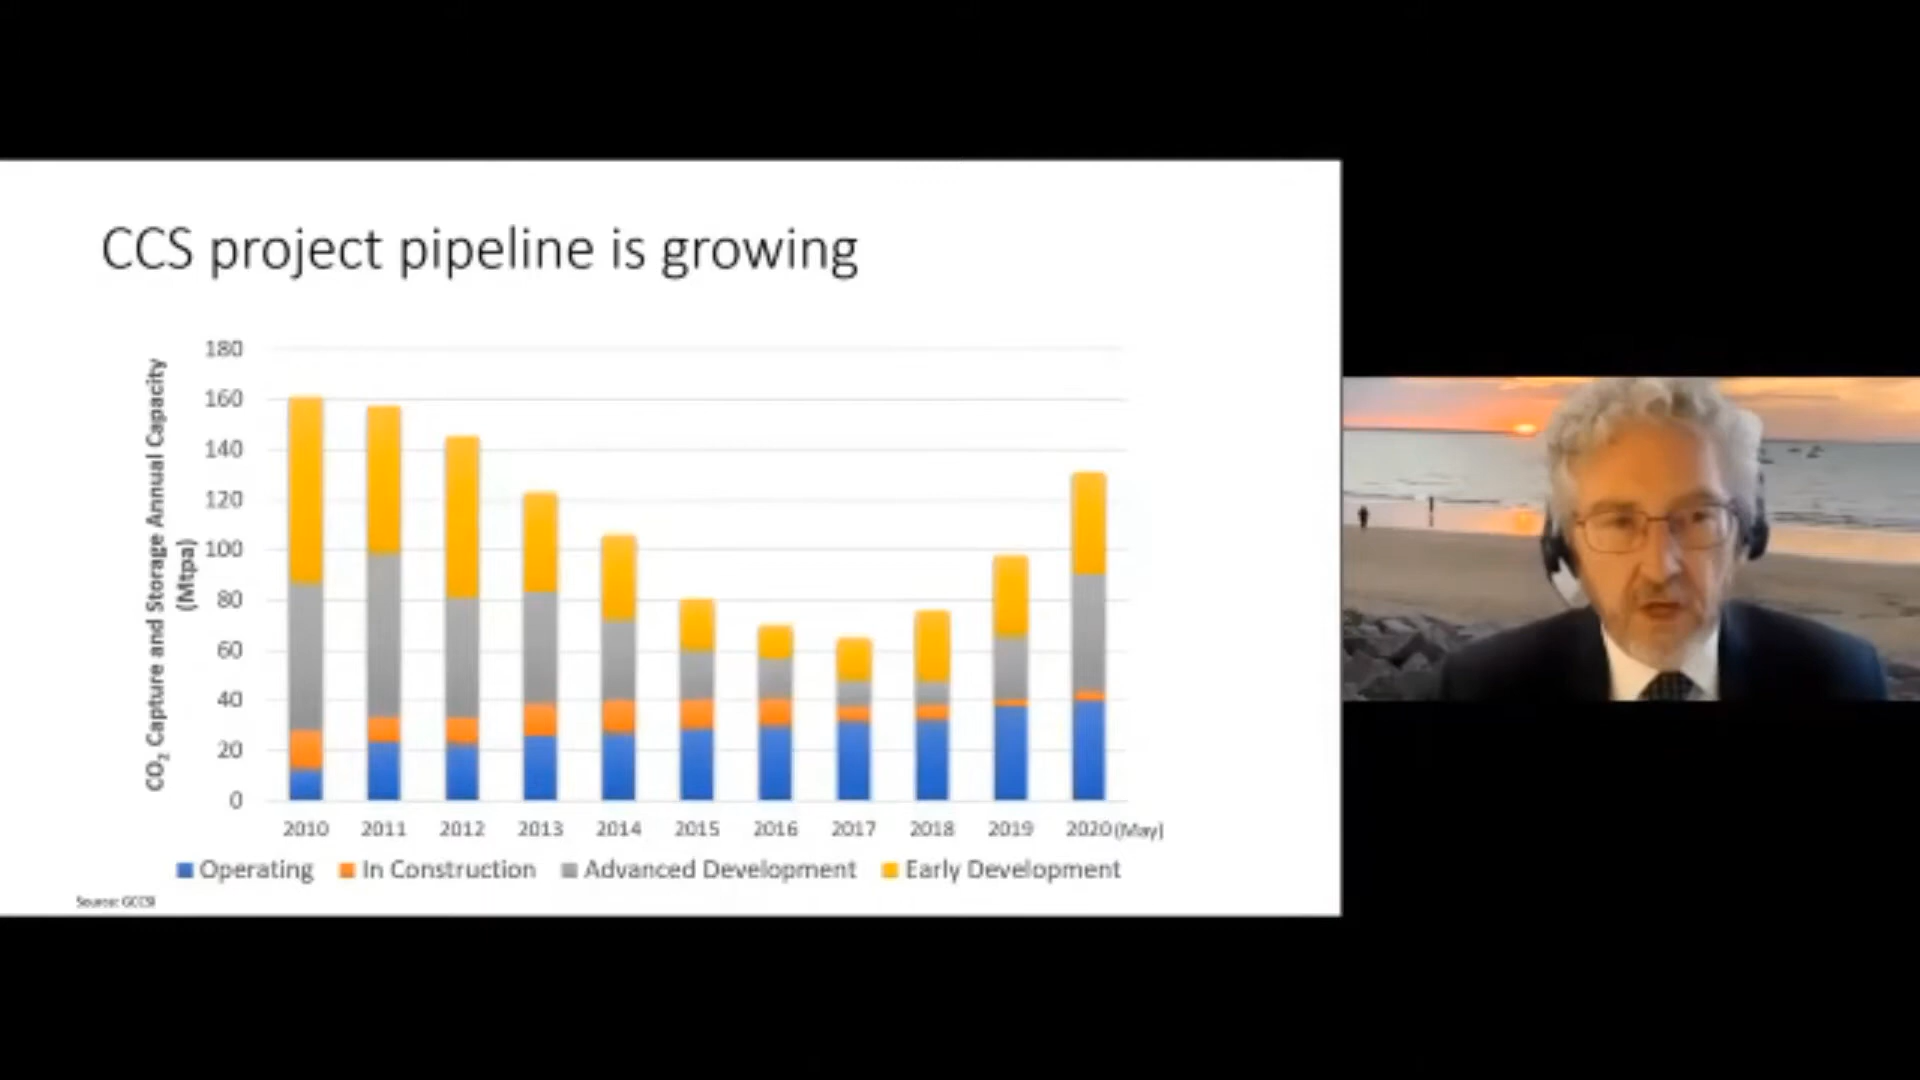 CCS project pipeline is growing
CO2 Capture and Storage Annual Capacity
(Mtpa)
180
160
140
120
100
80
60
40
20
0
2010 2011 2012 2013 2014 2015 2016 2017 2018 2019 2020 (May)
Operating In Construction Advanced Development Early Development
Source: GCCSI